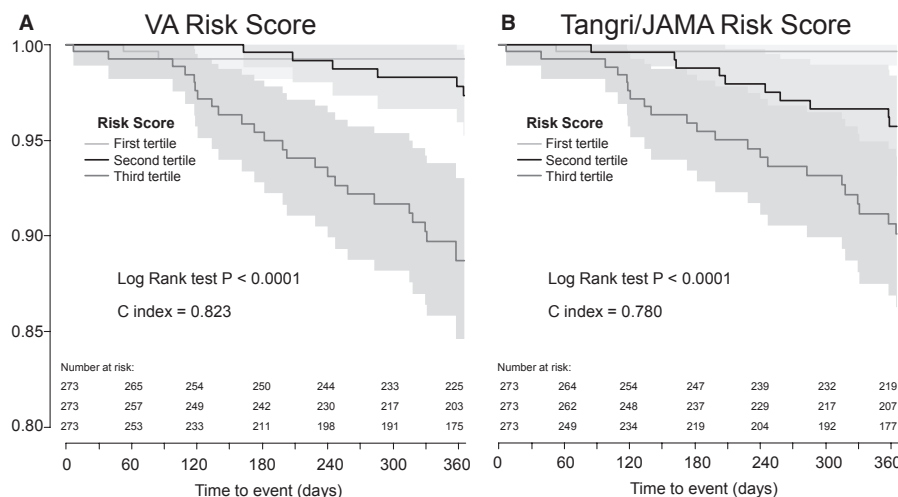 A
VA Risk Score
1.00
0.95
0.90
0.85
0.80
Risk Score
First tertile
Second tertile
Third tertile
Log Rank test P < 0.0001
C index = 0.823
Number at risk:
273 265 254 250 244 233 225
273 257 249 242 230 217 203
273 253 233 211 198 191 175
0 60 120 180 240 300 360
Time to event (days)
B
Tangri/JAMA Risk Score
Risk Score
First tertile
Second tertile
Third tertile
Log Rank test P < 0.0001
C index = 0.780
Number at risk:
273 264 254 247 239 232 219
273 262 248 237 229 217 207
273 249 234 219 204 192 177
0 60 120 180 240 300 360
Time to event (days)